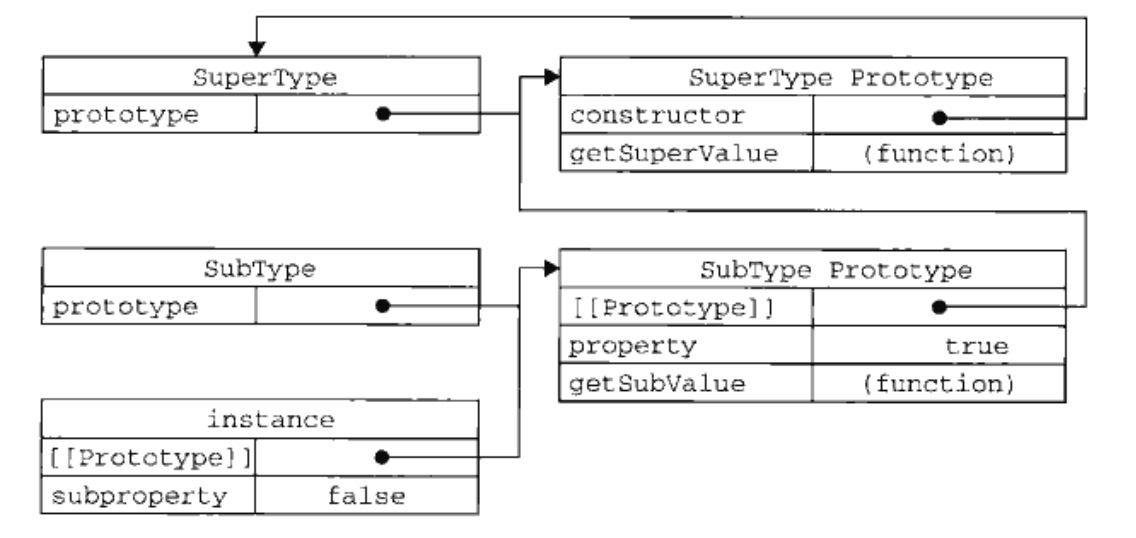 SuperType
prototype
SuperType Prototype
constructor
getSuperValue (function)
SubType
prototype
SubType Prototype
[[Prototype]]
property true
getSubValue (function)
instance
[[Prototype]]
subproperty false